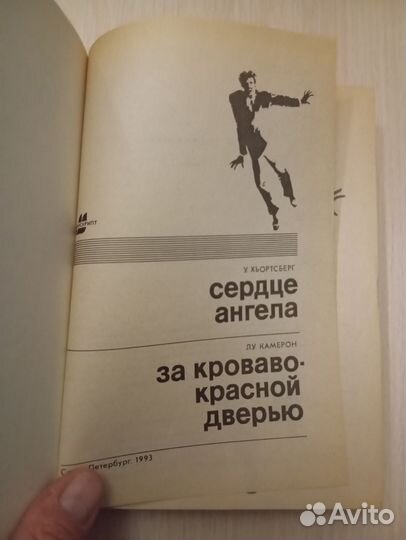 У. ХЬОРТСБЕРГ
сердце
ангела
ЛУ КАМЕРОН
за кроваво-
красной
дверью
Петербург 1993
Avito